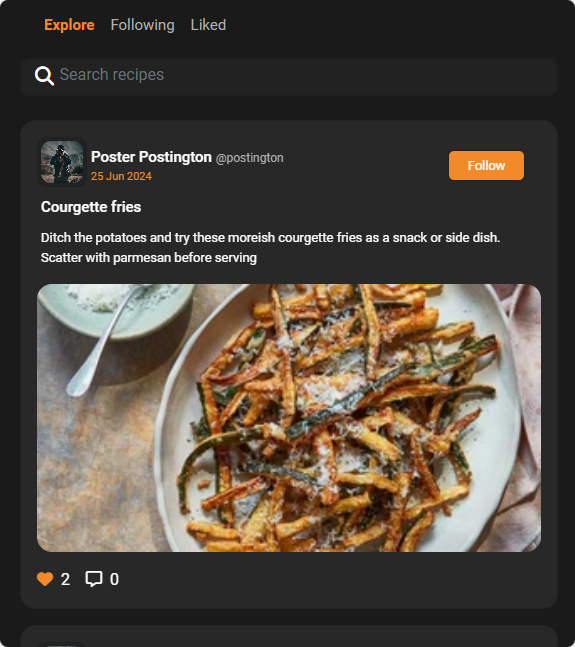 Explore Following Liked
Search recipes
Poster Postington @postington
25 Jun 2024
Follow
Courgette fries
Ditch the potatoes and try these moreish courgette fries as a snack or side dish.
Scatter with parmesan before serving
2 0